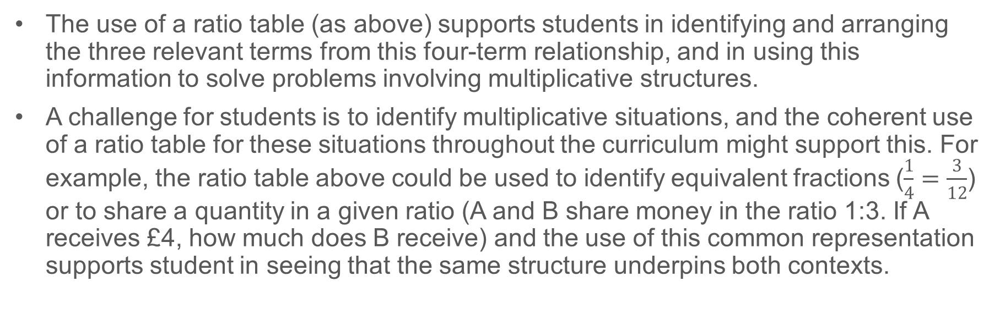 • The use of a ratio table (as above) supports students in identifying and arranging
the three relevant terms from this four-term relationship, and in using this
information to solve problems involving multiplicative structures.
• A challenge for students is to identify multiplicative situations, and the coherent use
of a ratio table for these situations throughout the curriculum might support this. For
example, the ratio table above could be used to identify equivalent fractions (1/4 = 3/12)
or to share a quantity in a given ratio (A and B share money in the ratio 1:3. If A
receives £4, how much does B receive) and the use of this common representation
supports student in seeing that the same structure underpins both contexts.